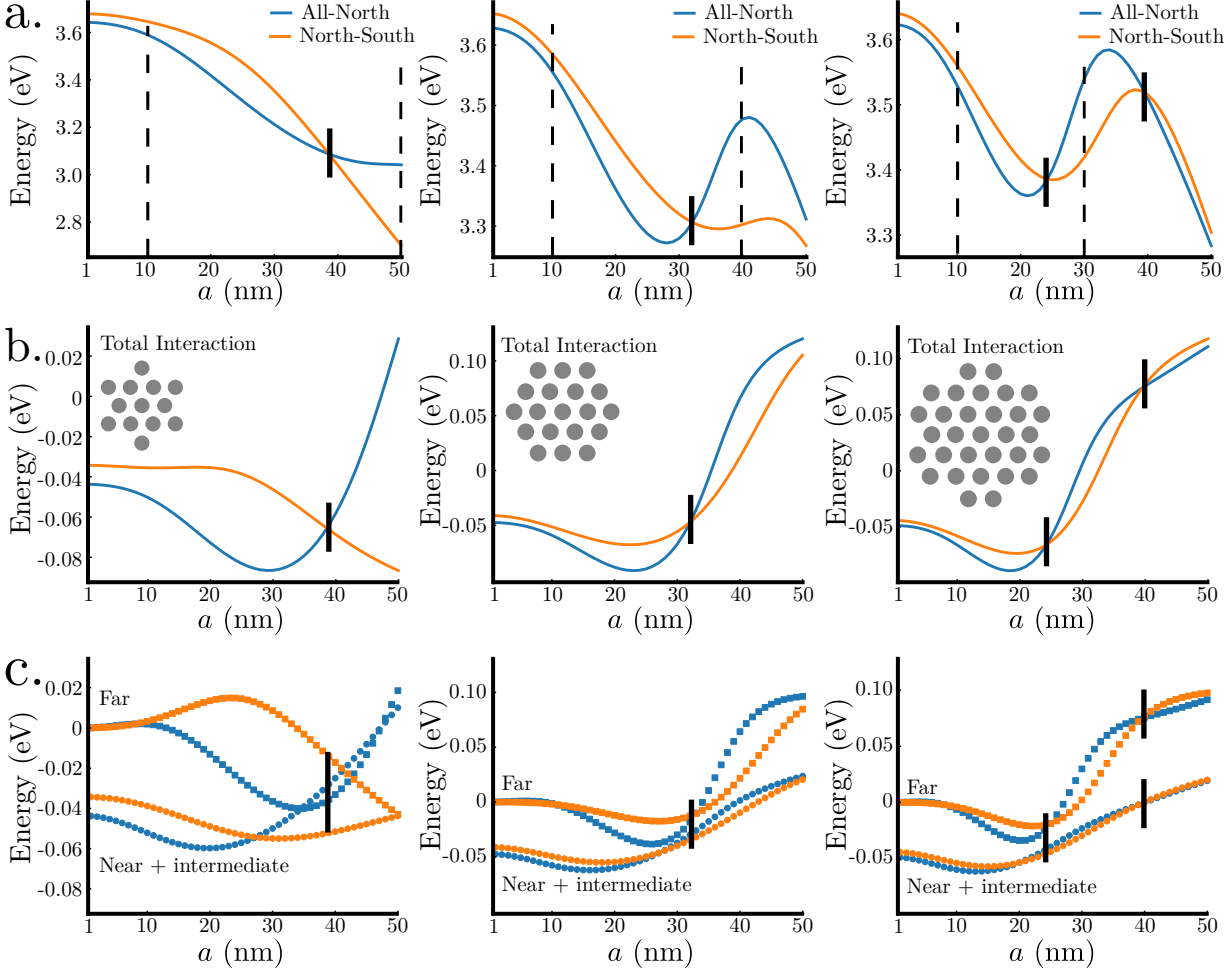 a.
All-North
North-South
3.6
3.4
3.2
3.0
2.8
Energy (eV)
1 10 20 30 40 50
a (nm)
All-North
North-South
3.6
3.5
3.4
3.3
Energy (eV)
1 10 20 30 40 50
a (nm)
All-North
North-South
3.6
3.5
3.4
3.3
Energy (eV)
1 10 20 30 40 50
a (nm)
b.
Total Interaction
0.02
0
-0.02
-0.04
-0.06
-0.08
Energy (eV)
1 10 20 30 40 50
a (nm)
Total Interaction
0.10
0.05
0
-0.05
Energy (eV)
1 10 20 30 40 50
a (nm)
Total Interaction
0.10
0.05
0
-0.05
Energy (eV)
1 10 20 30 40 50
a (nm)
c.
0.02
0
-0.02
-0.04
-0.06
-0.08
Energy (eV)
Far
Near + intermediate
1 10 20 30 40 50
a (nm)
0.10
0.05
0
-0.05
Energy (eV)
Far
Near + intermediate
1 10 20 30 40 50
a (nm)
0.10
0.05
0
-0.05
Energy (eV)
Far
Near + intermediate
1 10 20 30 40 50
a (nm)